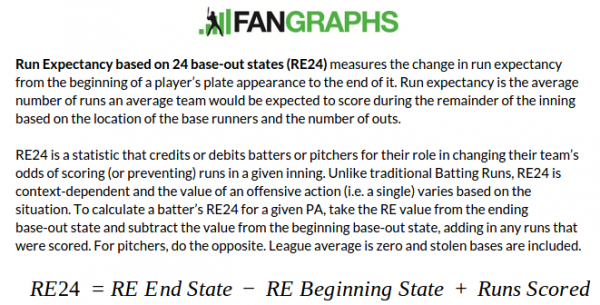 FANGRAPHS
Run Expectancy based on 24 base-out states (RE24) measures the change in run expectancy
from the beginning of a player's plate appearance to the end of it. Run expectancy is the average
number of runs an average team would be expected to score during the remainder of the inning
based on the location of the base runners and the number of outs.
RE24 is a statistic that credits or debits batters or pitchers for their role in changing their team's
odds of scoring (or preventing) runs in a given inning. Unlike traditional Batting Runs, RE24 is
context-dependent and the value of an offensive action (i.e. a single) varies based on the
situation. To calculate a batter's RE24 for a given PA, take the RE value from the ending
base-out state and subtract the value from the beginning base-out state, adding in any runs that
were scored. For pitchers, do the opposite. League average is zero and stolen bases are included.
RE24 = RE End State − RE Beginning State + Runs Scored